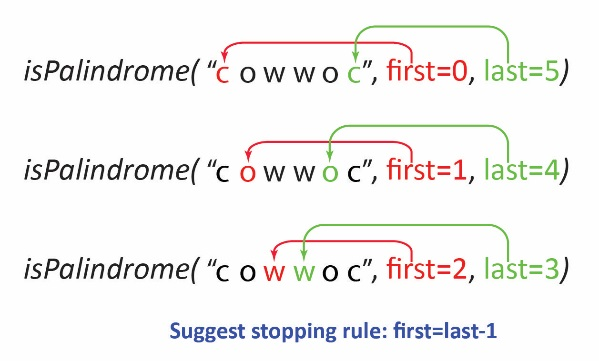 isPalindrome( “c o w w o c”, first=0, last=5)
isPalindrome( “c o w w o c”, first=1, last=4)
isPalindrome( “c o w w o c”, first=2, last=3)
Suggest stopping rule: first=last-1